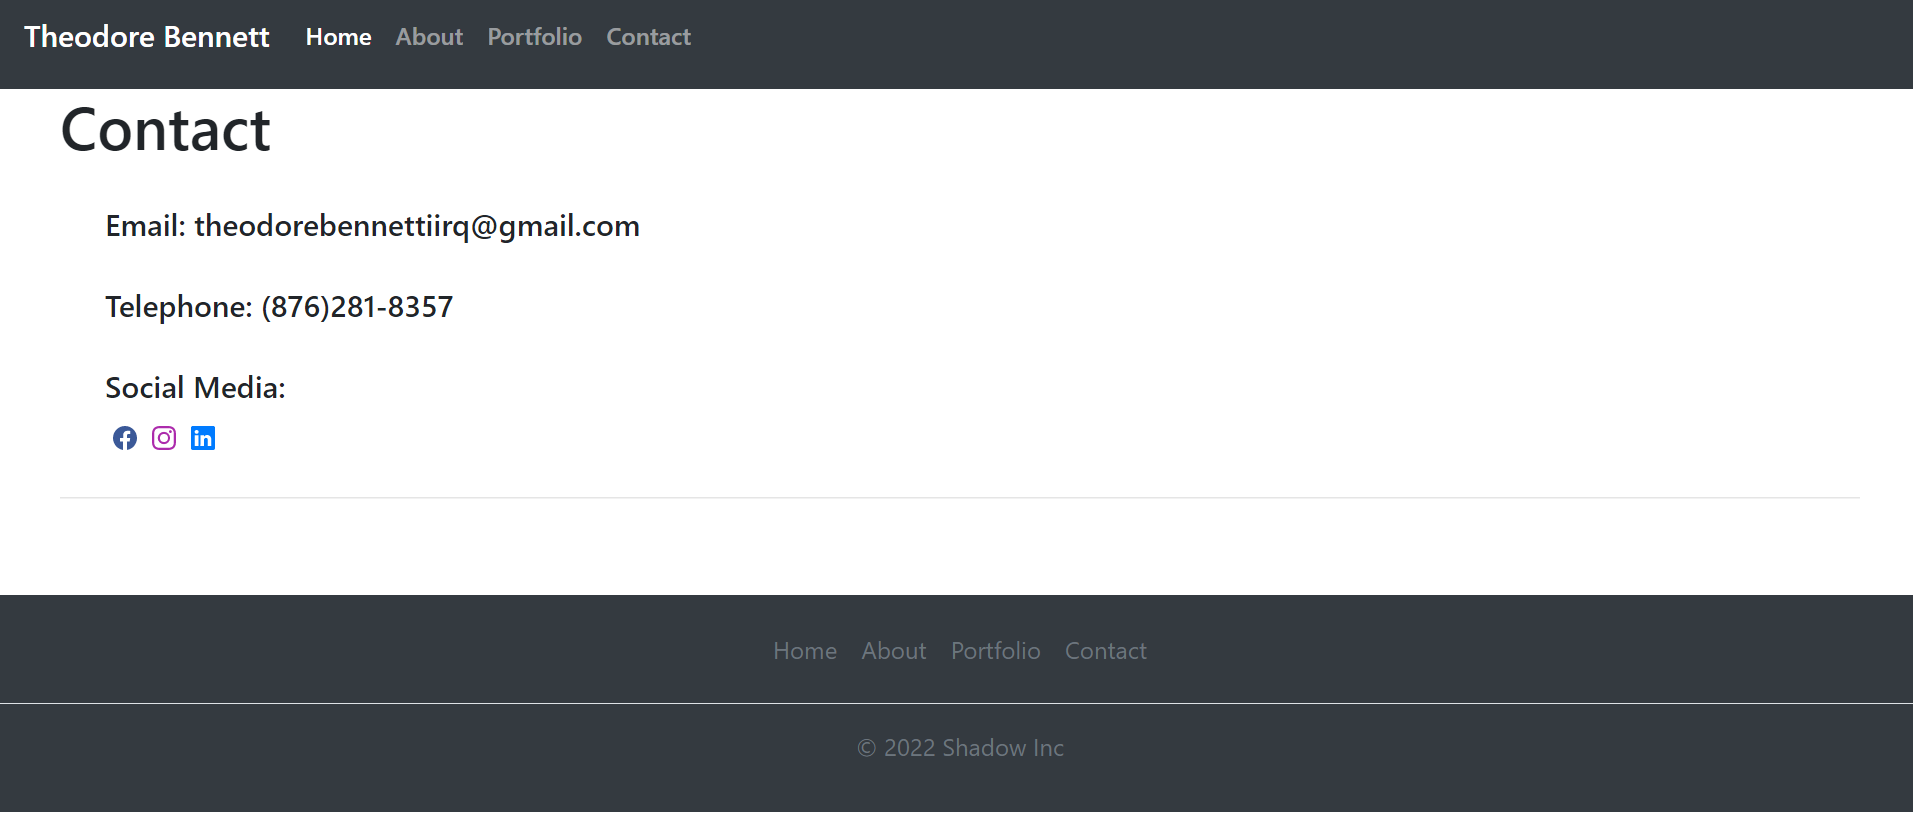 Theodore Bennett Home About Portfolio Contact
Contact
Email: theodorebennettiirq@gmail.com
Telephone: (876)281-8357
Social Media:
Home About Portfolio Contact
© 2022 Shadow Inc